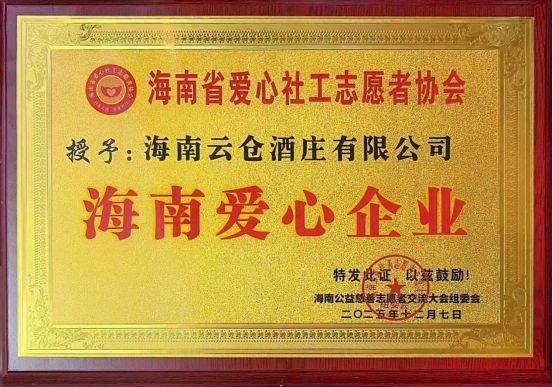 海南省爱心社工志愿者协会
授予：海南云仓酒庄有限公司
海南爱心企业
特发此证，以兹鼓励！
海南公益慈善志愿者交流大会组委会
二〇二五年十二月七日